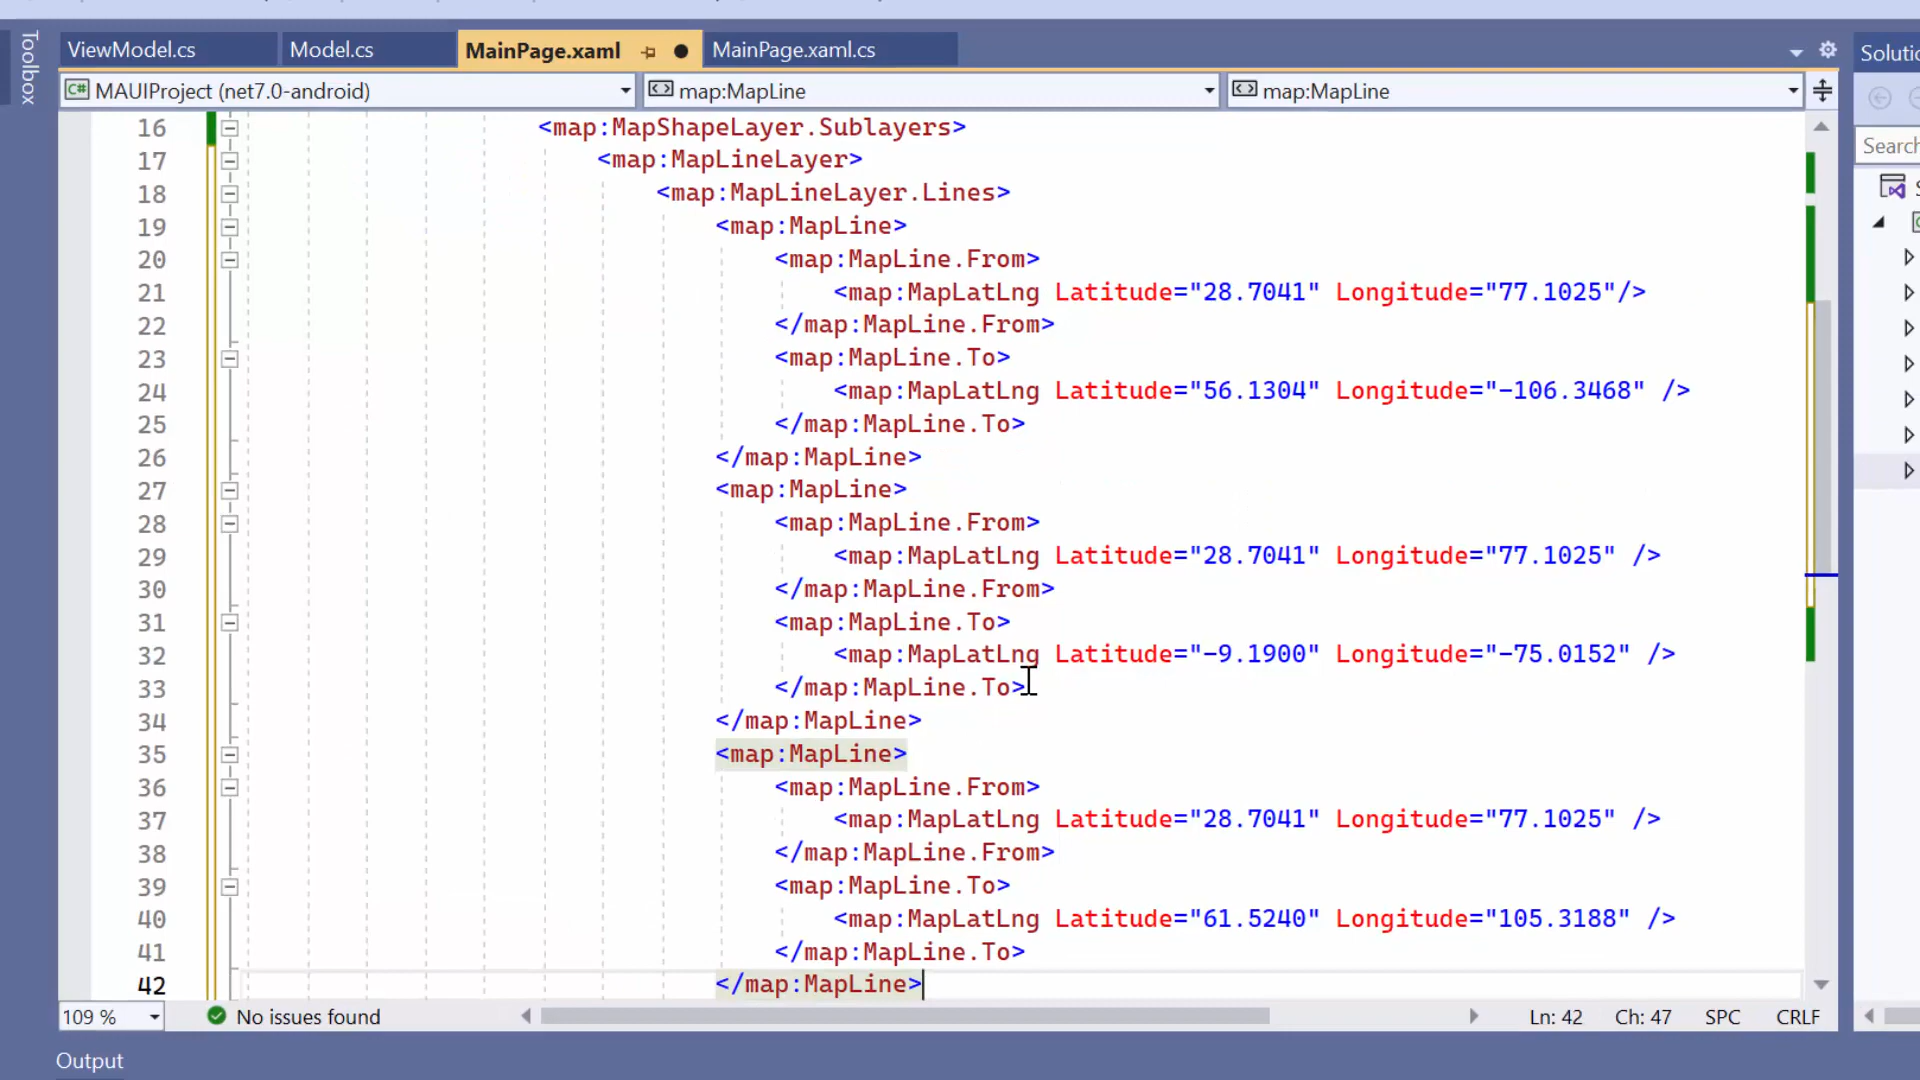 Toolbox
ViewModel.cs
Model.cs
MainPage.xaml
MainPage.xaml.cs
MAUIProject (net7.0-android)
map:MapLine
map:MapLine
16 <map:MapShapeLayer.Sublayers>
17 <map:MapLineLayer>
18 <map:MapLineLayer.Lines>
19 <map:MapLine>
20 <map:MapLine.From>
21 <map:MapLatLng Latitude="28.7041" Longitude="77.1025"/>
22 </map:MapLine.From>
23 <map:MapLine.To>
24 <map:MapLatLng Latitude="56.1304" Longitude="-106.3468" />
25 </map:MapLine.To>
26 </map:MapLine>
27 <map:MapLine>
28 <map:MapLine.From>
29 <map:MapLatLng Latitude="28.7041" Longitude="77.1025" />
30 </map:MapLine.From>
31 <map:MapLine.To>
32 <map:MapLatLng Latitude="-9.1900" Longitude="-75.0152" />
33 </map:MapLine.To>
34 </map:MapLine>
35 <map:MapLine>
36 <map:MapLine.From>
37 <map:MapLatLng Latitude="28.7041" Longitude="77.1025" />
38 </map:MapLine.From>
39 <map:MapLine.To>
40 <map:MapLatLng Latitude="61.5240" Longitude="105.3188" />
41 </map:MapLine.To>
42 </map:MapLine>
109 %
No issues found
Ln: 42 Ch: 47 SPC CRLF
Output
Search